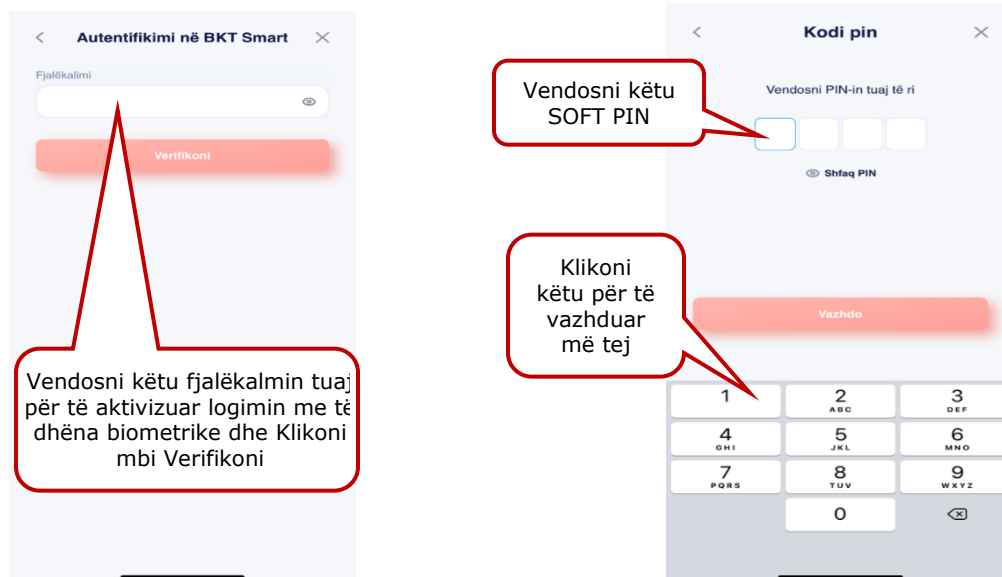 Autentifikimi në BKT Smart
Fjalëkalimi
Verifikoni
Vendosni këtu fjalëkalmin tuaj
për të aktivizuar logimin me të
dhëna biometrike dhe Klikoni
mbi Verifikoni
Kodi pin
Vendosni PIN-in tuaj të ri
Vendosni këtu
SOFT PIN
Shfaq PIN
Klikoni
këtu për të
vazhduar
më tej
Vazhdo
1 2 3
ABC DEF
4 5 6
GHI JKL MNO
7 8 9
PQRS TUV WXYZ
0